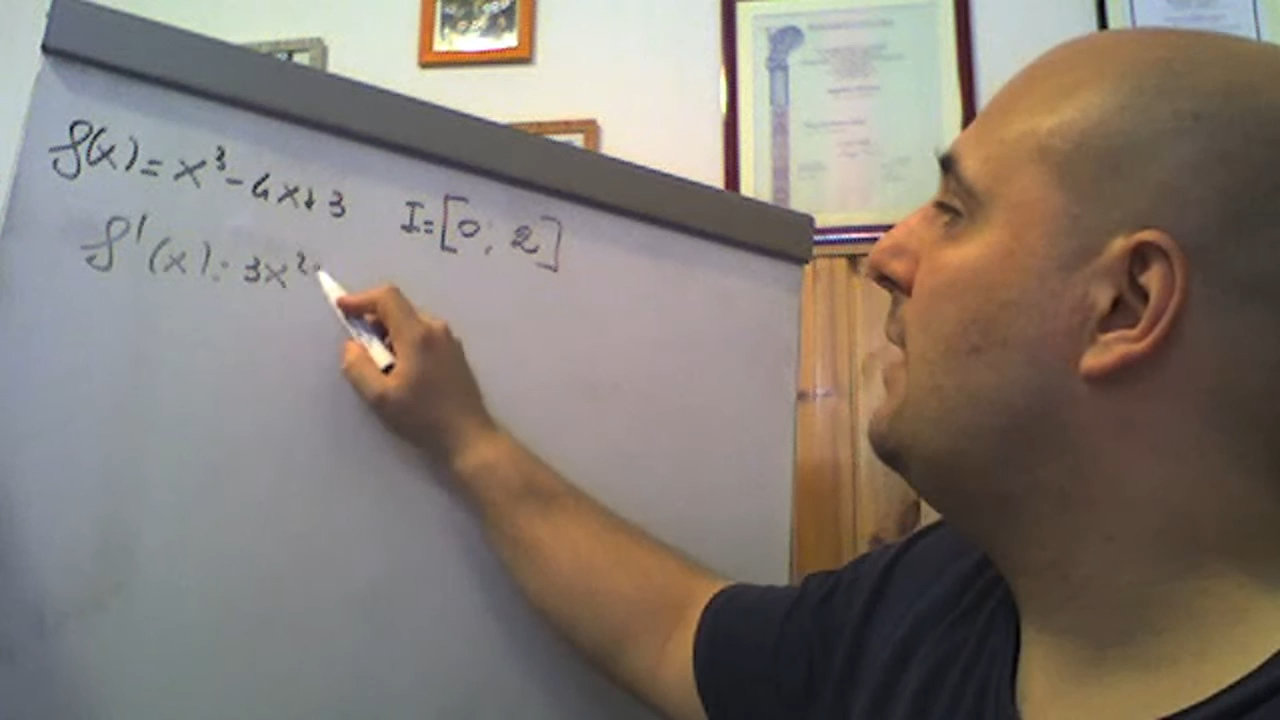 f(x) = x³ - 4x + 3 I = [0; 2]
f'(x) = 3x² -